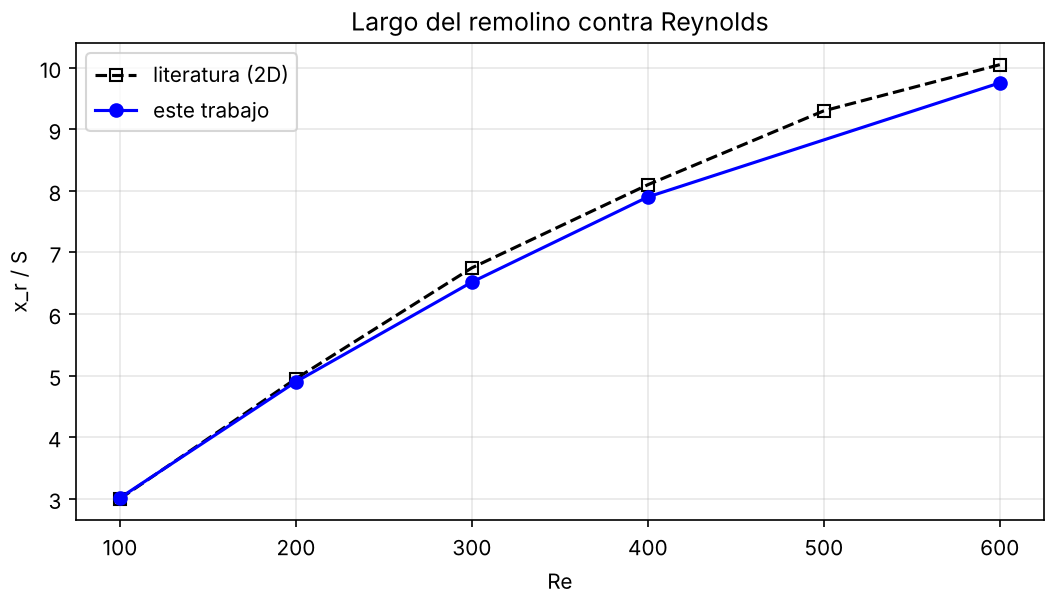 Largo del remolino contra Reynolds
literatura (2D)
este trabajo
x_r / S
10
9
8
7
6
5
4
3
100 200 300 400 500 600
Re